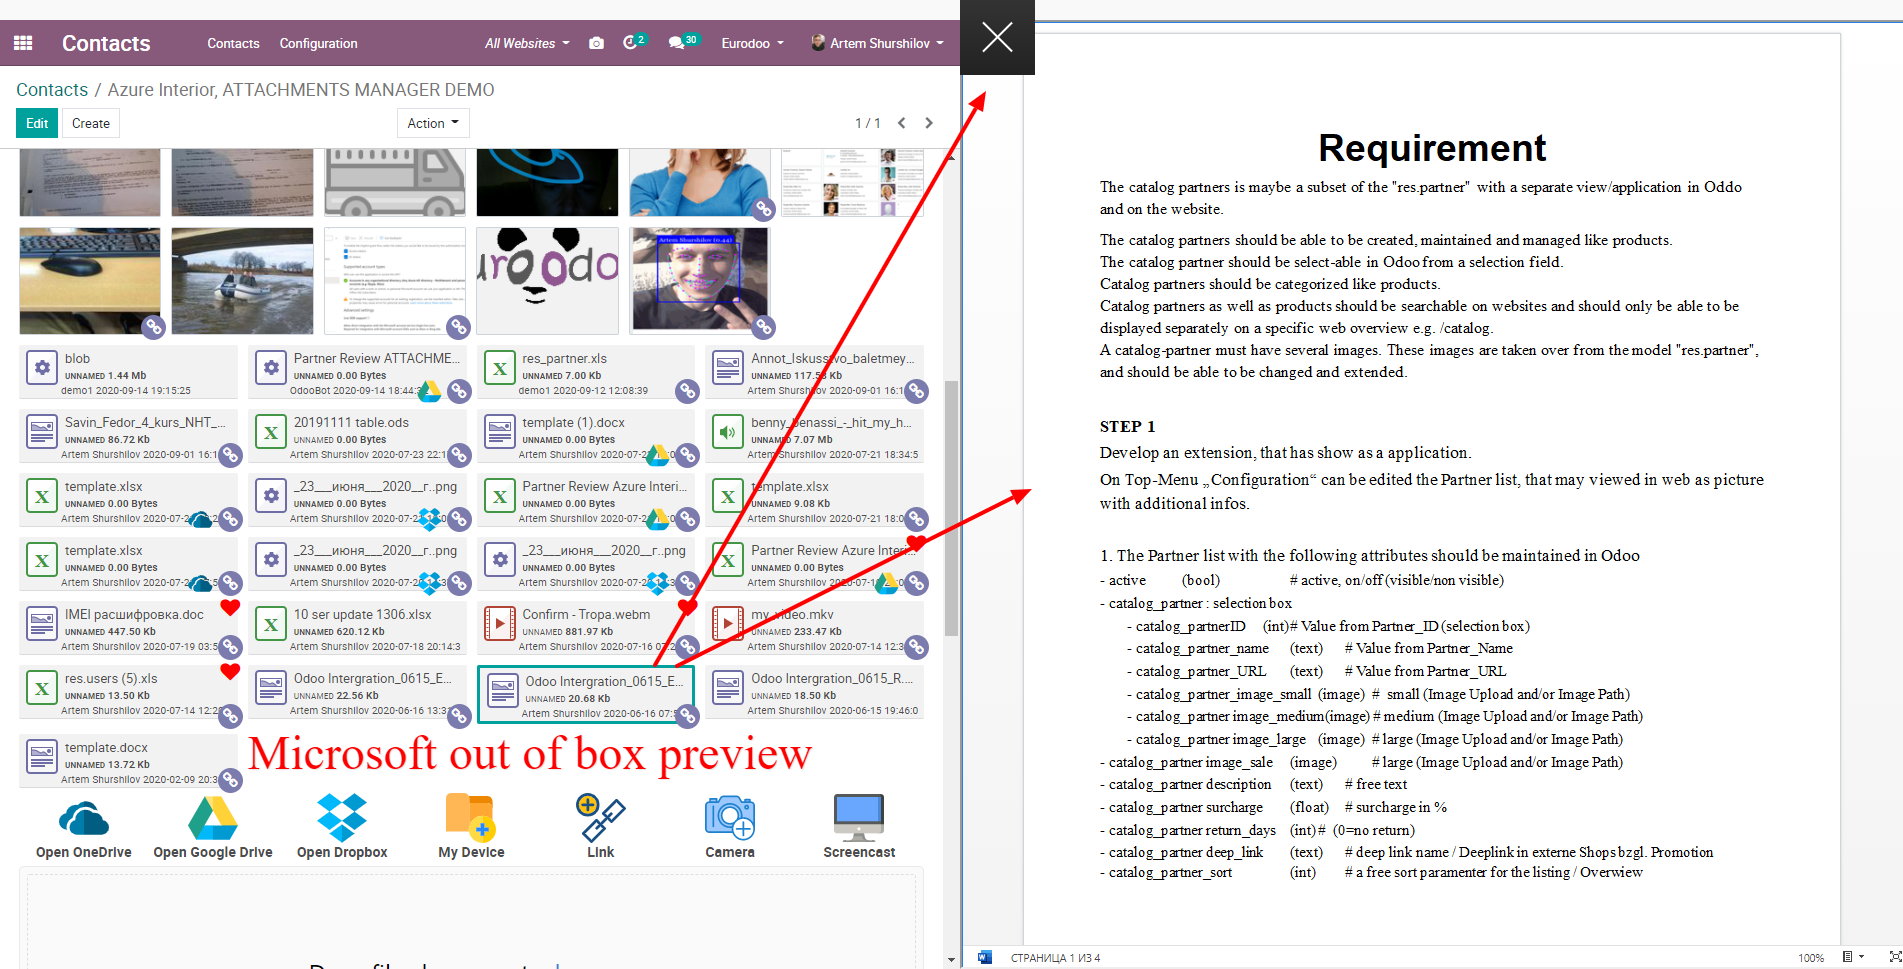 Contacts
Contacts
Configuration
All Websites
2
30
Eurodoo
Artem Shurshilov
Contacts / Azure Interior, ATTACHMENTS MANAGER DEMO
Edit
Create
Action
1 / 1
Artem Shurshilov (0.44)
Supported account types
Advanced settings
uroOdo
blob
UNNAMED 1.44 Mb
demo1 2020-09-14 19:15:25
Partner Review ATTACHME...
UNNAMED 0.00 Bytes
OdooBot 2020-09-14 18:44:
res_partner.xls
UNNAMED 7.00 Kb
demo1 2020-09-12 12:08:39
Annot_Iskusstvo_baletmey...
UNNAMED 117.5 Kb
Artem Shurshilov 2020-09-01 16:1
Savin_Fedor_4_kurs_NHT_...
UNNAMED 86.72 Kb
Artem Shurshilov 2020-09-01 16:1
20191111 table.ods
UNNAMED 0.00 Bytes
Artem Shurshilov 2020-07-23 22:1
template (1).docx
UNNAMED 0.00 Bytes
Artem Shurshilov 2020-07-2
benny_benassi_-_hit_my_h...
UNNAMED 7.07 Mb
Artem Shurshilov 2020-07-21 18:34:5
template.xlsx
UNNAMED 0.00 Bytes
Artem Shurshilov 2020-07-2
_23___июня___2020__г..png
UNNAMED 0.00 Bytes
Artem Shurshilov 2020-07-2
Partner Review Azure Interi...
UNNAMED 0.00 Bytes
Artem Shurshilov 2020-07-2
template.xlsx
UNNAMED 9.08 Kb
Artem Shurshilov 2020-07-21 18:0
template.xlsx
UNNAMED 0.00 Bytes
Artem Shurshilov 2020-07-2
_23___июня___2020__г..png
UNNAMED 0.00 Bytes
Artem Shurshilov 2020-07-2
_23___июня___2020__г..png
UNNAMED 0.00 Bytes
Artem Shurshilov 2020-07-2
Partner Review Azure Interi...
UNNAMED 0.00 Bytes
Artem Shurshilov 2020-07-1
IMEI расшифровка.doc
UNNAMED 447.50 Kb
Artem Shurshilov 2020-07-19 03:5
10 ser update 1306.xlsx
UNNAMED 620.12 Kb
Artem Shurshilov 2020-07-18 20:14:3
Confirm - Tropa.webm
UNNAMED 881.97 Kb
Artem Shurshilov 2020-07-16 07:2
my_video.mkv
UNNAMED 233.47 Kb
Artem Shurshilov 2020-07-14 12:3
res.users (5).xls
UNNAMED 13.50 Kb
Artem Shurshilov 2020-07-14 12:2
Odoo Intergration_0615_E...
UNNAMED 22.56 Kb
Artem Shurshilov 2020-06-16 13:3
Odoo Intergration_0615_E...
UNNAMED 20.68 Kb
Artem Shurshilov 2020-06-16 07:5
Odoo Intergration_0615_R...
UNNAMED 18.50 Kb
Artem Shurshilov 2020-06-15 19:46:0
template.docx
UNNAMED 13.72 Kb
Artem Shurshilov 2020-02-09 20:3
Microsoft out of box preview
Open OneDrive
Open Google Drive
Open Dropbox
My Device
Link
Camera
Screencast
Requirement
The catalog partners is maybe a subset of the "res.partner" with a separate view/application in Oddo
and on the website.
The catalog partners should be able to be created, maintained and managed like products.
The catalog partner should be select-able in Odoo from a selection field.
Catalog partners should be categorized like products.
Catalog partners as well as products should be searchable on websites and should only be able to be
displayed separately on a specific web overview e.g. /catalog.
A catalog-partner must have several images. These images are taken over from the model "res.partner",
and should be able to be changed and extended.
STEP 1
Develop an extension, that has show as a application.
On Top-Menu „Configuration“ can be edited the Partner list, that may viewed in web as picture
with additional infos.
1. The Partner list with the following attributes should be maintained in Odoo
- active (bool) # active, on/off (visible/non visible)
- catalog_partner : selection box
- catalog_partnerID (int) # Value from Partner_ID (selection box)
- catalog_partner_name (text) # Value from Partner_Name
- catalog_partner_URL (text) # Value from Partner_URL
- catalog_partner_image_small (image) # small (Image Upload and/or Image Path)
- catalog_partner image_medium(image) # medium (Image Upload and/or Image Path)
- catalog_partner image_large (image) # large (Image Upload and/or Image Path)
- catalog_partner image_sale (image) # large (Image Upload and/or Image Path)
- catalog_partner description (text) # free text
- catalog_partner surcharge (float) # surcharge in %
- catalog_partner return_days (int) # (0=no return)
- catalog_partner deep_link (text) # deep link name / Deeplink in externe Shops bzgl. Promotion
- catalog_partner_sort (int) # a free sort paramenter for the listing / Overwiew
СТРАНИЦА 1 ИЗ 4
100%